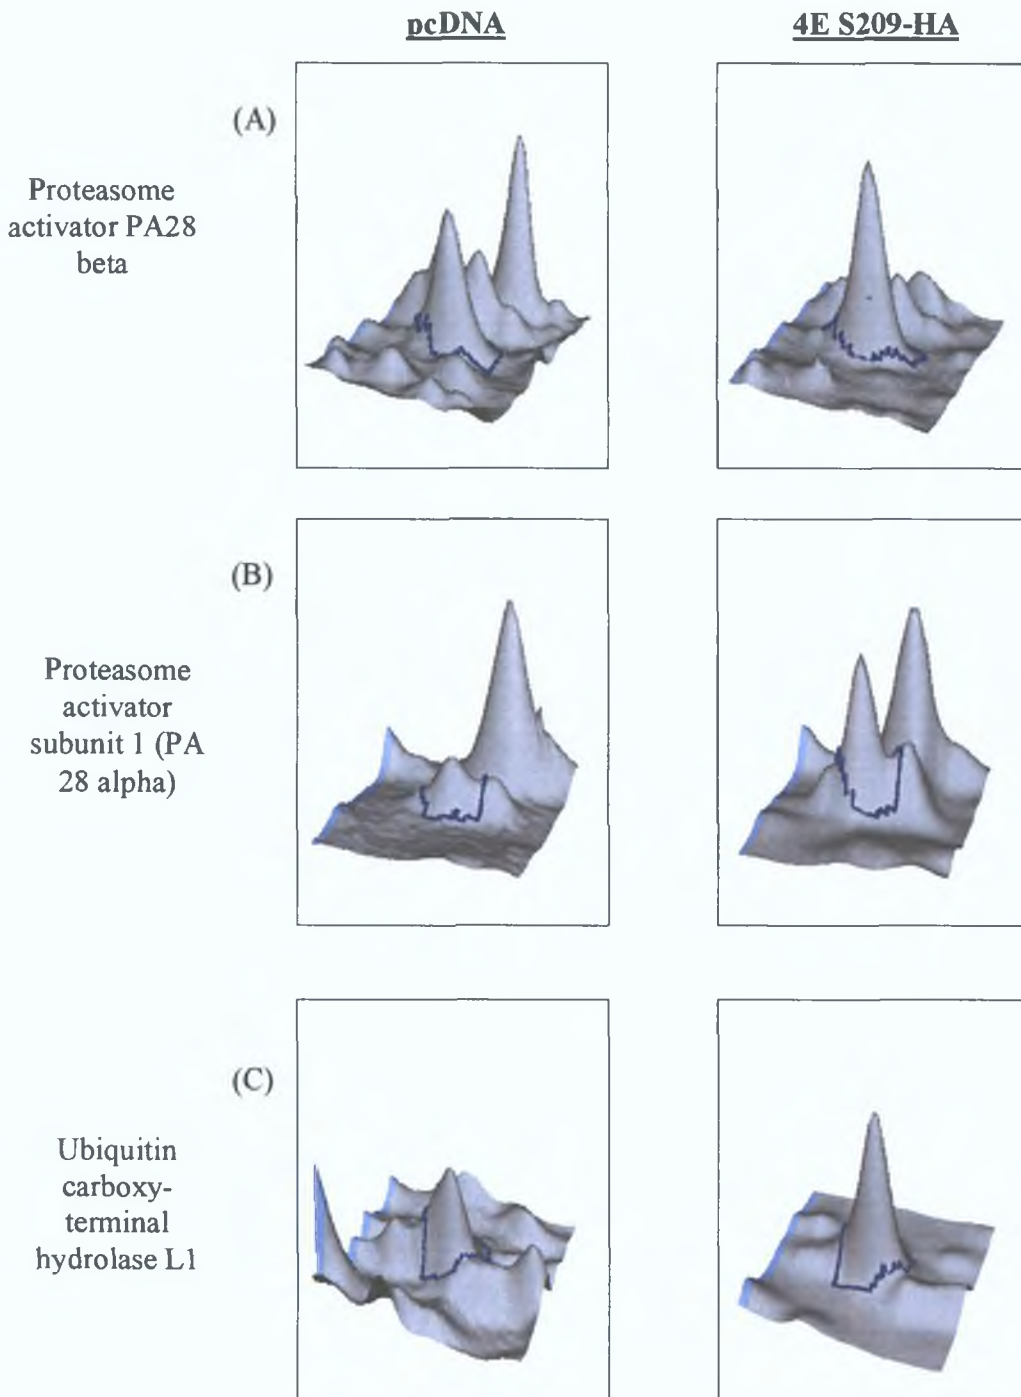 pcDNA
4E S209-HA
(A)
Proteasome
activator PA28
beta
(B)
Proteasome
activator
subunit 1 (PA
28 alpha)
(C)
Ubiquitin
carboxy-
terminal
hydrolase L1